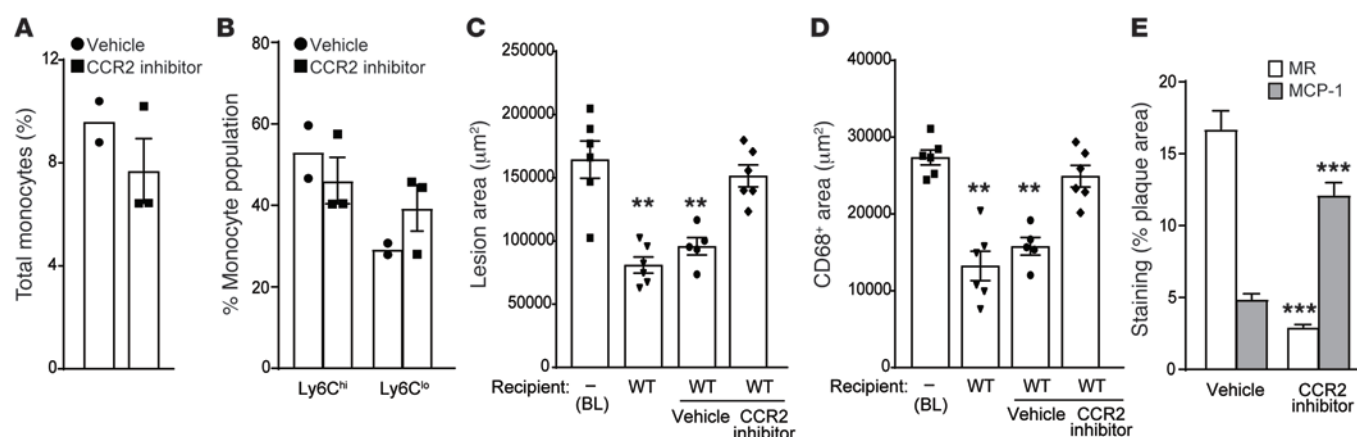 A
Vehicle
CCR2 inhibitor
Total monocytes (%)
12
8
4
0
B
Vehicle
CCR2 inhibitor
% Monocyte population
80
60
40
20
0
Ly6Chi
Ly6Clo
C
Lesion area (μm2)
250000
200000
150000
100000
50000
0
** **
Recipient: – WT WT WT
(BL) Vehicle CCR2
inhibitor
D
CD68+ area (μm2)
40000
30000
20000
10000
0
** **
Recipient: – WT WT WT
(BL) Vehicle CCR2
inhibitor
E
MR
MCP-1
Staining (% plaque area)
20
15
10
5
0
***
***
Vehicle CCR2
inhibitor